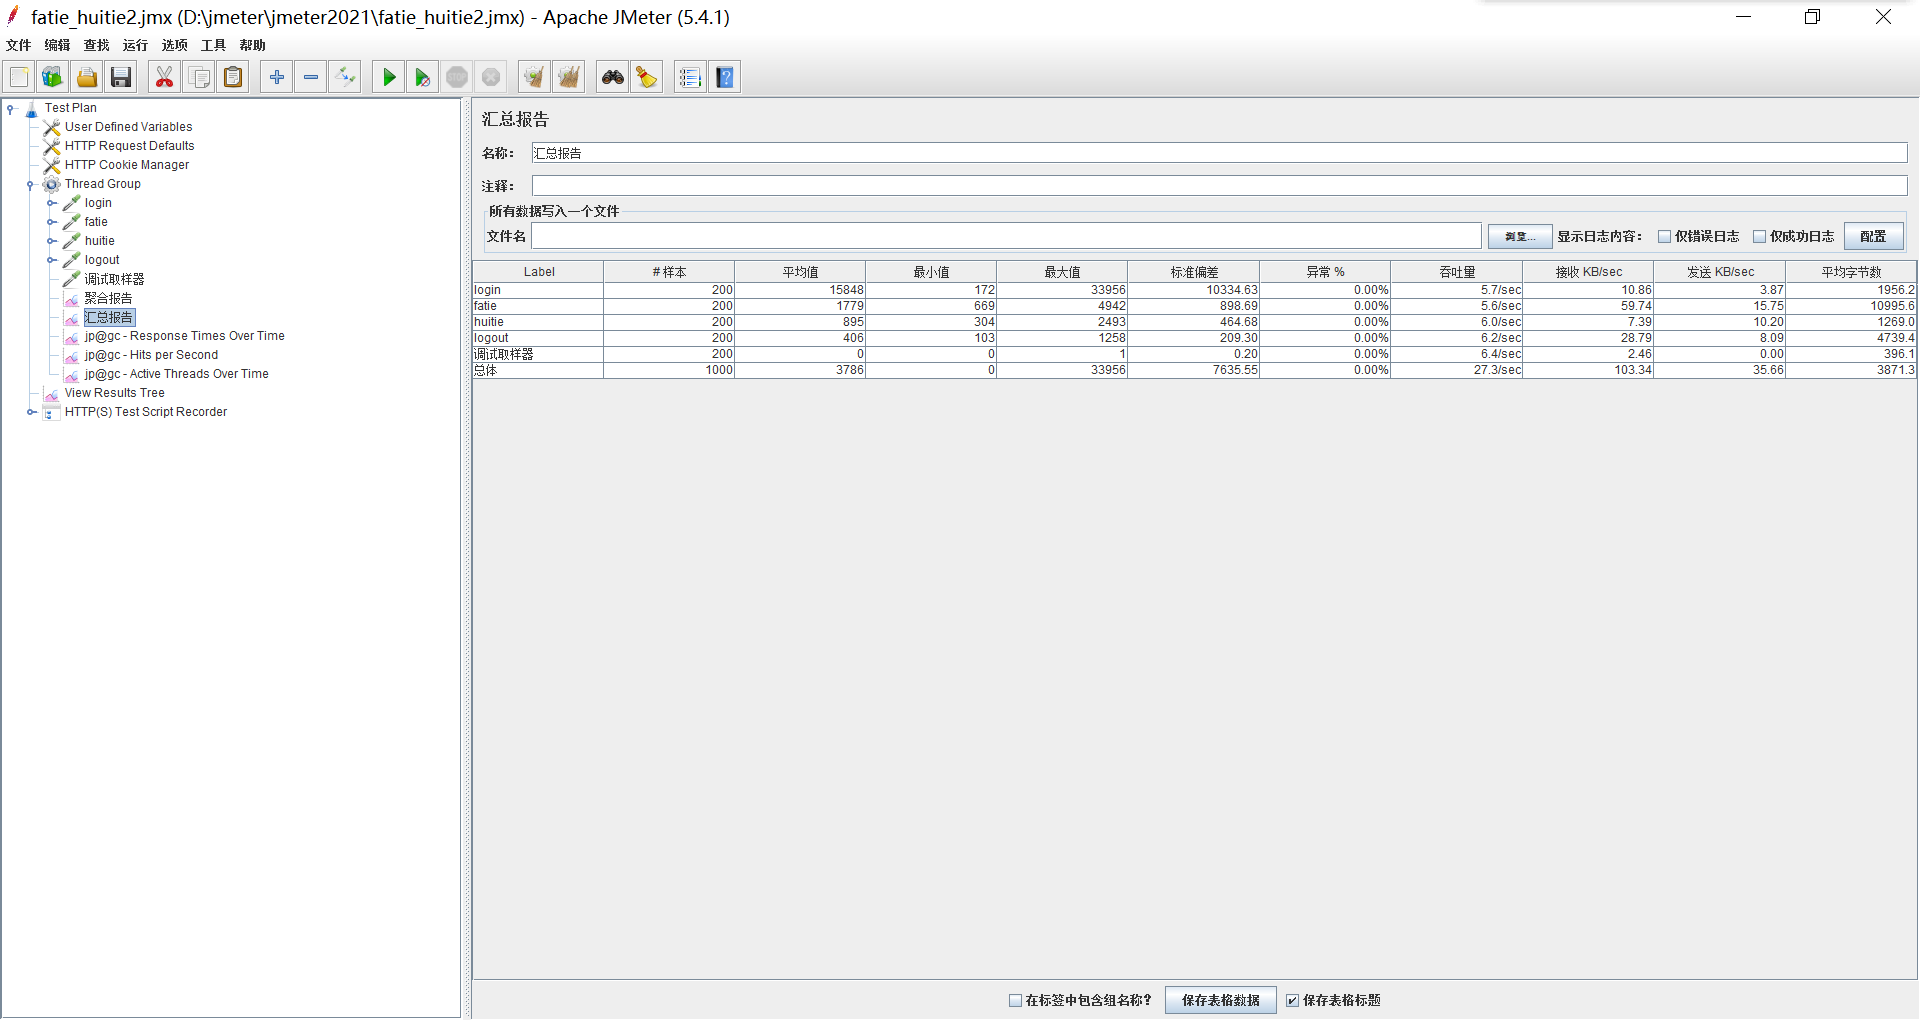 fatie_huitie2.jmx (D:\jmeter\jmeter2021\fatie_huitie2.jmx) - Apache JMeter (5.4.1)
文件 编辑 查找 运行 选项 工具 帮助
STOP
Test Plan
User Defined Variables
HTTP Request Defaults
HTTP Cookie Manager
Thread Group
login
fatie
huitie
logout
调试取样器
聚合报告
汇总报告
jp@gc - Response Times Over Time
jp@gc - Hits per Second
jp@gc - Active Threads Over Time
View Results Tree
HTTP(S) Test Script Recorder
汇总报告
名称： 汇总报告
注释：
所有数据写入一个文件
文件名 浏览... 显示日志内容： 仅错误日志 仅成功日志 配置
Label # 样本 平均值 最小值 最大值 标准偏差 异常 % 吞吐量 接收 KB/sec 发送 KB/sec 平均字节数
login 200 15848 172 33956 10334.63 0.00% 5.7/sec 10.86 3.87 1956.2
fatie 200 1779 669 4942 898.69 0.00% 5.6/sec 59.74 15.75 10995.6
huitie 200 895 304 2493 464.68 0.00% 6.0/sec 7.39 10.20 1269.0
logout 200 406 103 1258 209.30 0.00% 6.2/sec 28.79 8.09 4739.4
调试取样器 200 0 0 1 0.20 0.00% 6.4/sec 2.46 0.00 396.1
总体 1000 3786 0 33956 7635.55 0.00% 27.3/sec 103.34 35.66 3871.3
在标签中包含组名称? 保存表格数据 保存表格标题